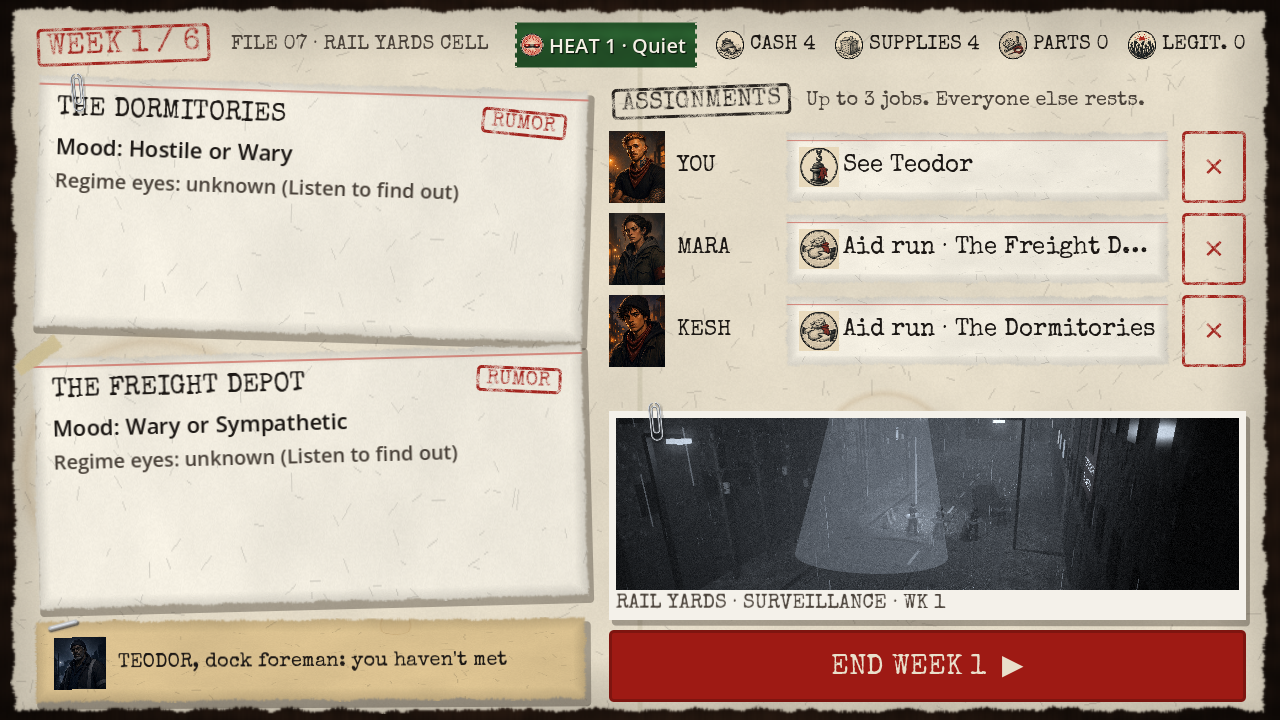 WEEK 1 / 6
FILE 07 · RAIL YARDS CELL
HEAT 1 · Quiet
CASH 4
SUPPLIES 4
PARTS 0
LEGIT. 0
THE DORMITORIES
RUMOR
Mood: Hostile or Wary
Regime eyes: unknown (Listen to find out)
THE FREIGHT DEPOT
RUMOR
Mood: Wary or Sympathetic
Regime eyes: unknown (Listen to find out)
TEODOR, dock foreman: you haven't met
ASSIGNMENTS
Up to 3 jobs. Everyone else rests.
YOU
See Teodor
×
MARA
Aid run · The Freight D...
×
KESH
Aid run · The Dormitories
×
RAIL YARDS · SURVEILLANCE · WK 1
END WEEK 1 ▶